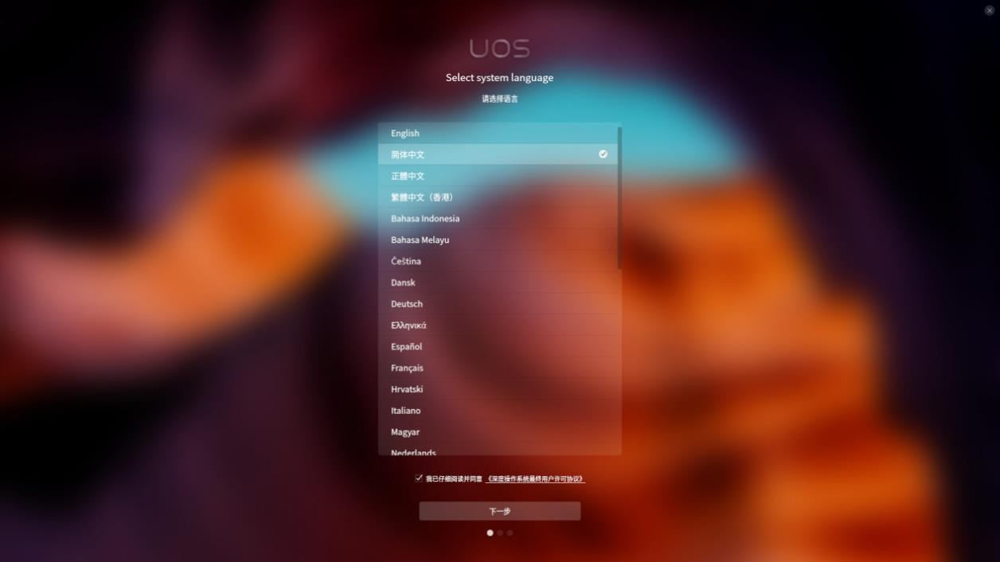 UOS
Select system language
请选择语言
English
简体中文
正體中文
繁體中文（香港）
Bahasa Indonesia
Bahasa Melayu
Čeština
Dansk
Deutsch
Ελληνικά
Español
Français
Hrvatski
Italiano
Magyar
Nederlands
我已仔细阅读并同意 《深度操作系统最终用户许可协议》
下一步